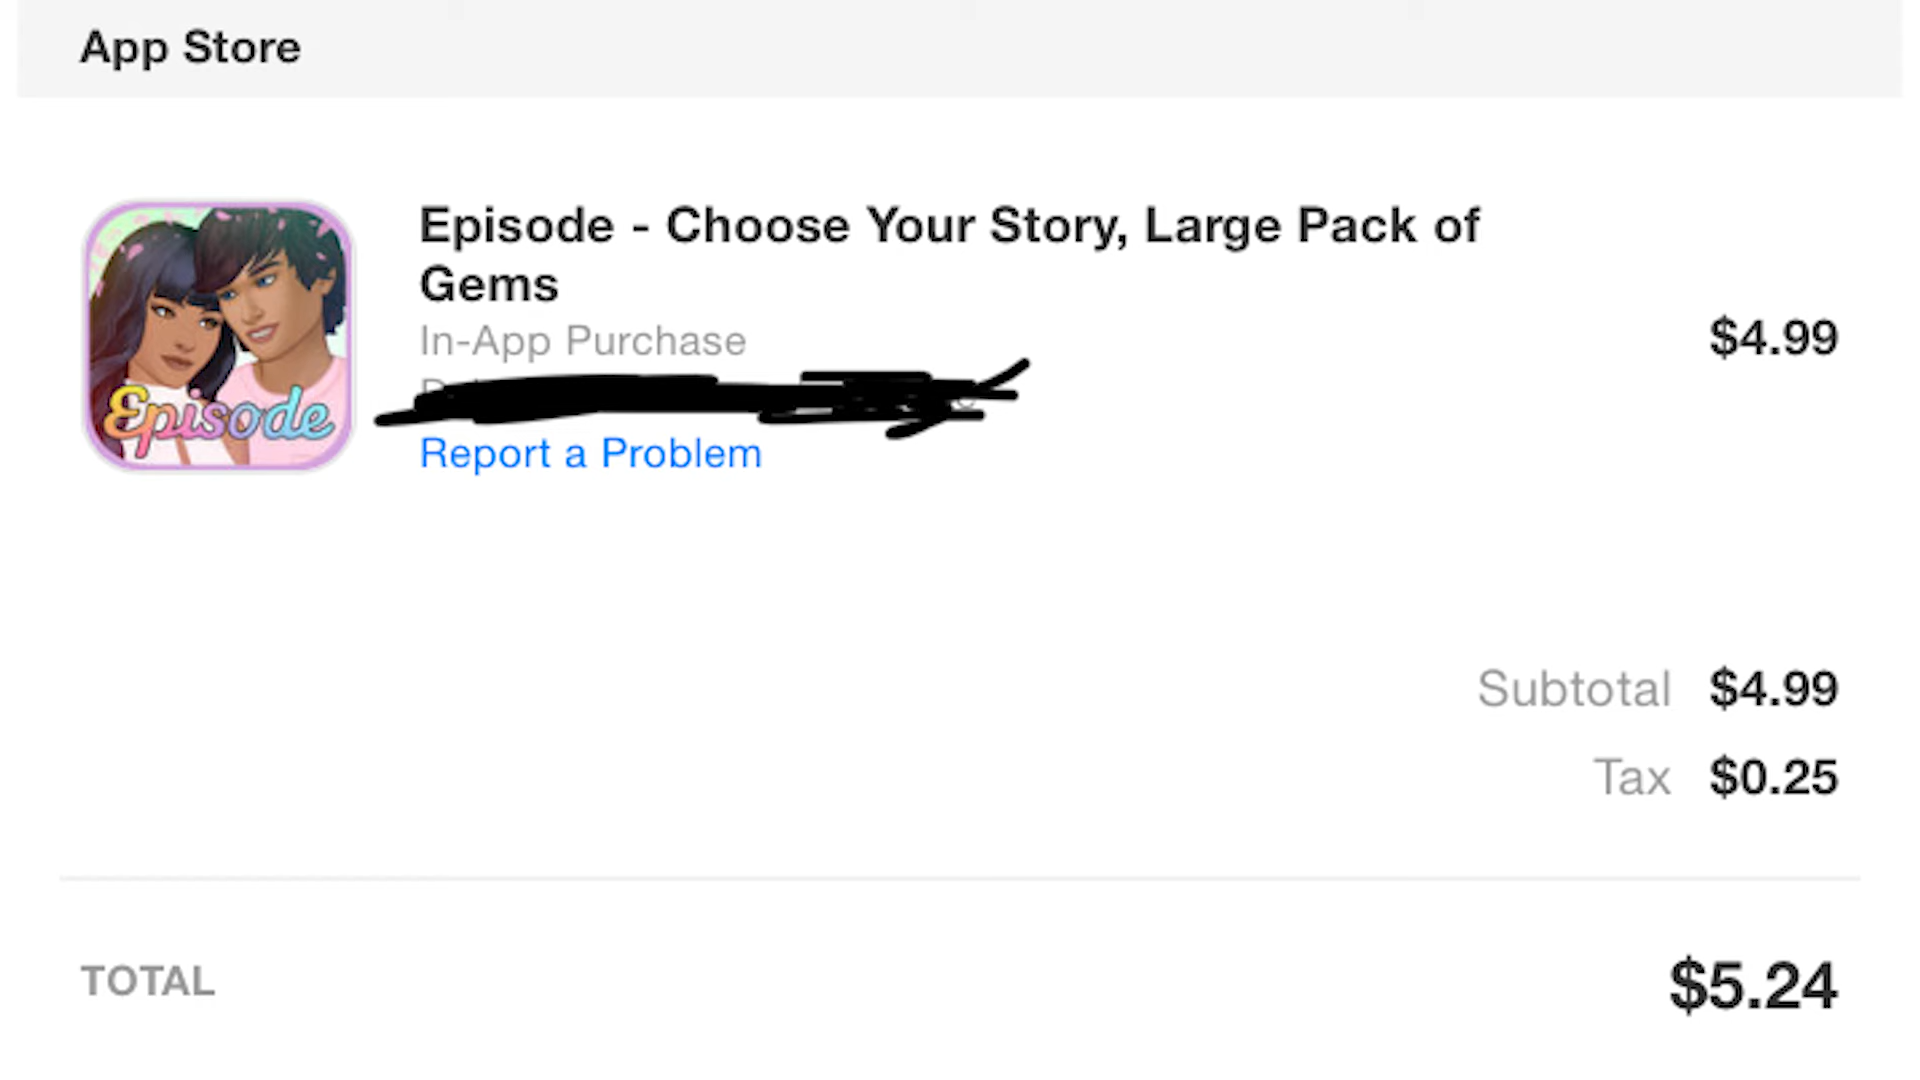 App Store
Episode - Choose Your Story, Large Pack of
Gems
In-App Purchase
$4.99
Report a Problem
Episode
Subtotal $4.99
Tax $0.25
TOTAL $5.24